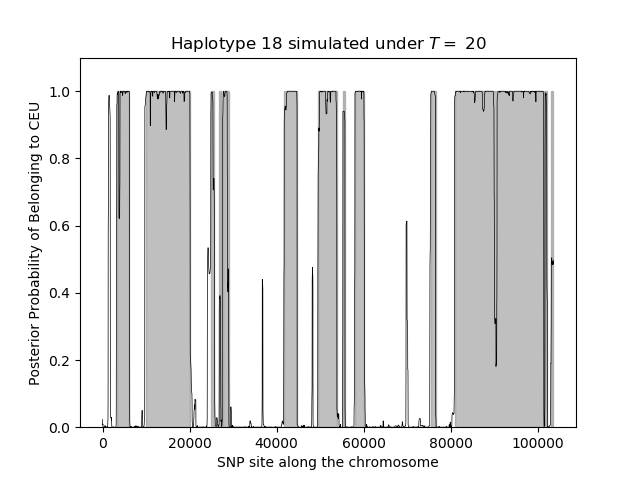 Haplotype 18 simulated under T = 20
Posterior Probability of Belonging to CEU
1.0
0.8
0.6
0.4
0.2
0.0
0 20000 40000 60000 80000 100000
SNP site along the chromosome